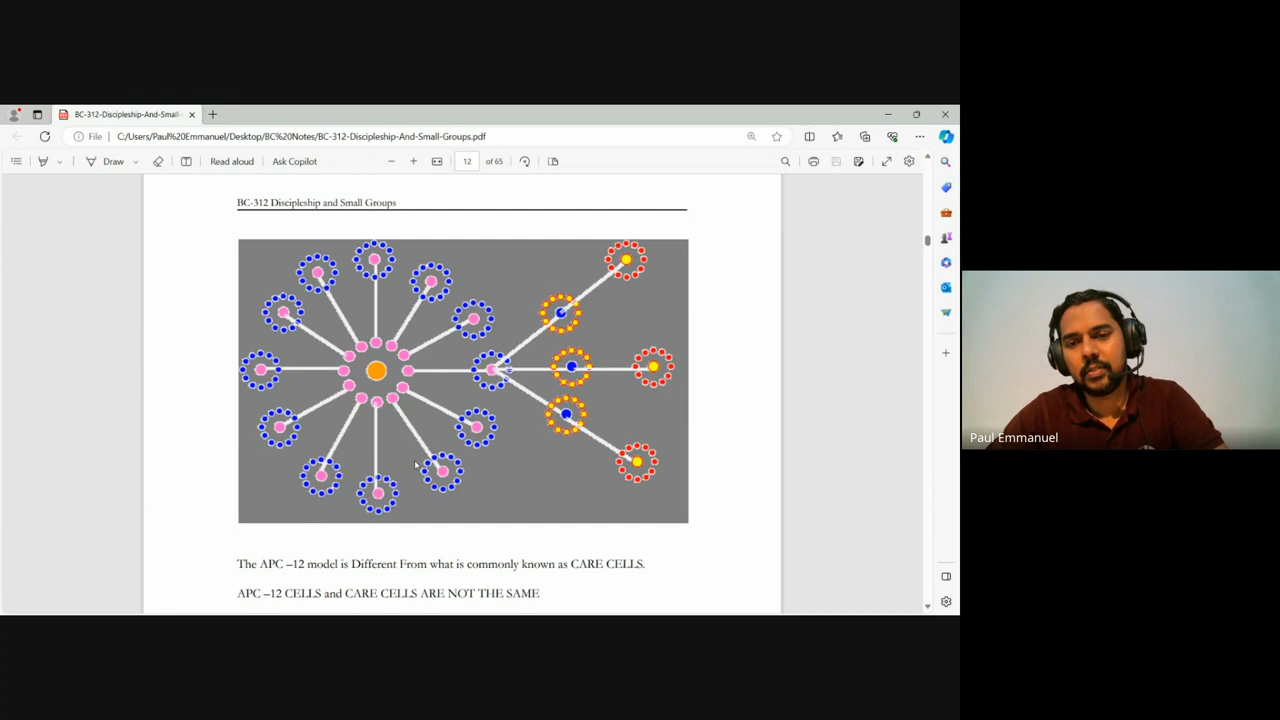 BC-312-Discipleship-And-Small-
File
C:/Users/Paul%20Emmanuel/Desktop/BC%20Notes/BC-312-Discipleship-And-Small-Groups.pdf
Draw
Read aloud
Ask Copilot
12 of 65
BC-312 Discipleship and Small Groups
The APC –12 model is Different From what is commonly known as CARE CELLS.
APC –12 CELLS and CARE CELLS ARE NOT THE SAME
Paul Emmanuel